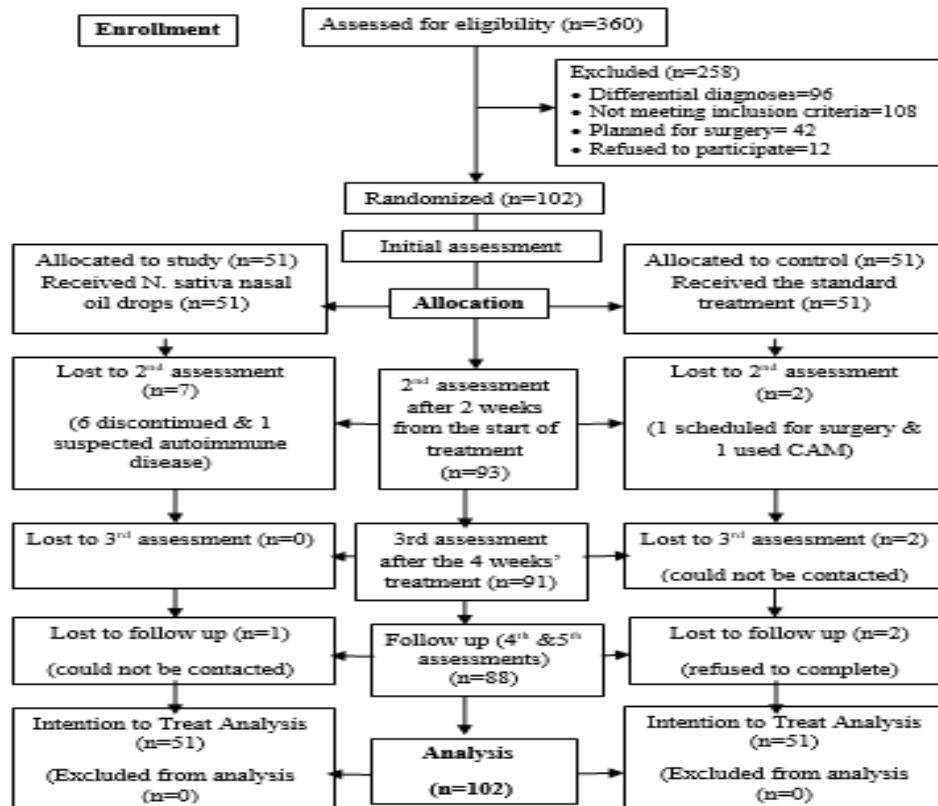 Enrollment
Assessed for eligibility (n=360)
Excluded (n=258)
• Differential diagnoses=96
• Not meeting inclusion criteria=108
• Planned for surgery= 42
• Refused to participate=12
Randomized (n=102)
Initial assessment
Allocated to study (n=51)
Received N. sativa nasal
oil drops (n=51)
Allocation
Allocated to control (n=51)
Received the standard
treatment (n=51)
Lost to 2nd assessment
(n=7)
(6 discontinued & 1
suspected autoimmune
disease)
2nd assessment
after 2 weeks
from the start of
treatment
(n=93)
Lost to 2nd assessment
(n=2)
(1 scheduled for surgery &
1 used CAM)
Lost to 3rd assessment (n=0)
3rd assessment
after the 4 weeks’
treatment (n=91)
Lost to 3rd assessment (n=2)
(could not be contacted)
Lost to follow up (n=1)
(could not be contacted)
Follow up (4th &5th
assessments)
(n=88)
Lost to follow up (n=2)
(refused to complete)
Intention to Treat Analysis
(n=51)
(Excluded from analysis
(n=0)
Analysis
(n=102)
Intention to Treat Analysis
(n=51)
(Excluded from analysis
(n=0)